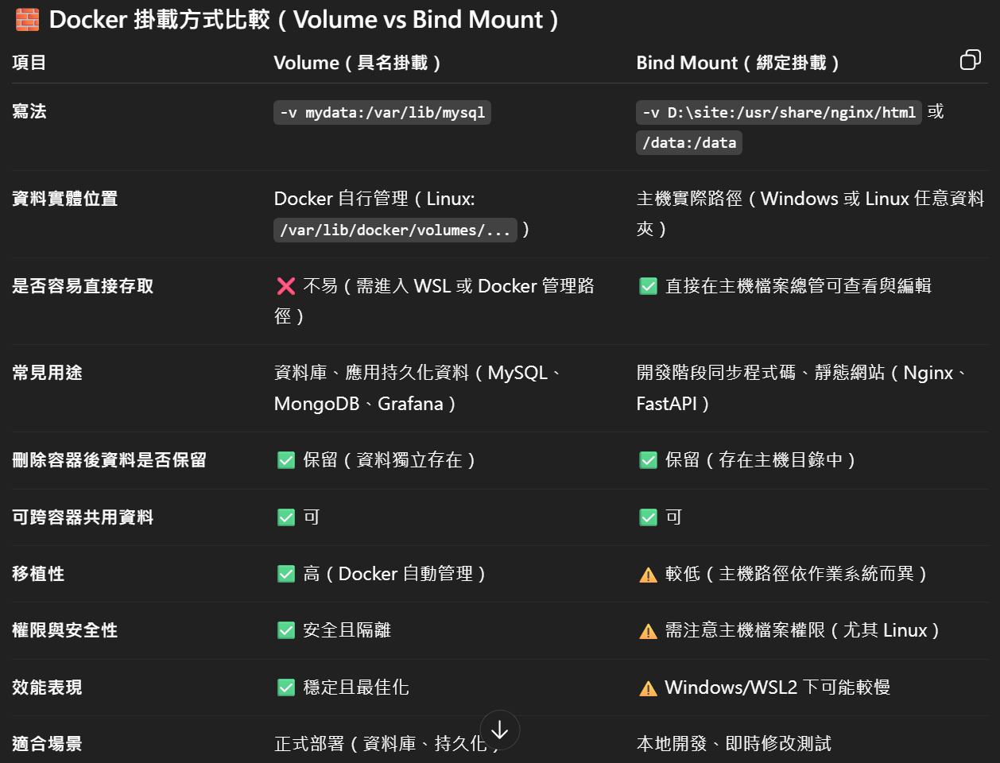 🧱 Docker 掛載方式比較（Volume vs Bind Mount）
項目 Volume（具名掛載） Bind Mount（綁定掛載）
寫法 -v mydata:/var/lib/mysql -v D:\site:/usr/share/nginx/html 或
/data:/data
資料實體位置 Docker 自行管理（Linux: 主機實際路徑（Windows 或 Linux 任意資料
/var/lib/docker/volumes/... ） 夾）
是否容易直接存取 ❌ 不易（需進入 WSL 或 Docker 管理路 ✅ 直接在主機檔案總管可查看與編輯
徑）
常見用途 資料庫、應用持久化資料（MySQL、 開發階段同步程式碼、靜態網站（Nginx、
MongoDB、Grafana） FastAPI）
刪除容器後資料是否保留 ✅ 保留（資料獨立存在） ✅ 保留（存在主機目錄中）
可跨容器共用資料 ✅ 可 ✅ 可
移植性 ✅ 高（Docker 自動管理） ⚠️ 較低（主機路徑依作業系統而異）
權限與安全性 ✅ 安全且隔離 ⚠️ 需注意主機檔案權限（尤其 Linux）
效能表現 ✅ 穩定且最佳化 ⚠️ Windows/WSL2 下可能較慢
適合場景 正式部署（資料庫、持久化） 本地開發、即時修改測試